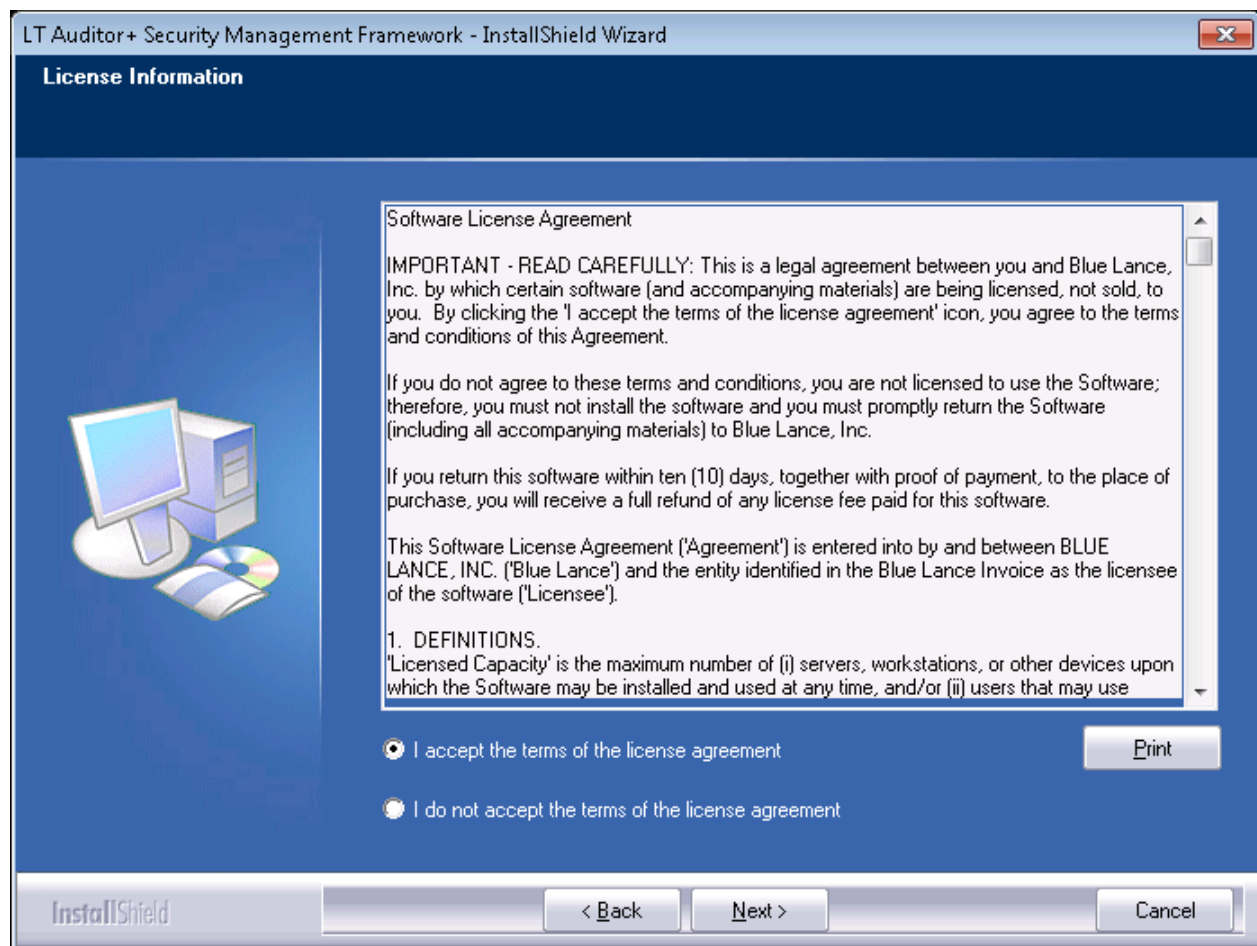 LT Auditor+ Security Management Framework - InstallShield Wizard
License Information
Software License Agreement
IMPORTANT - READ CAREFULLY: This is a legal agreement between you and Blue Lance,
Inc. by which certain software (and accompanying materials) are being licensed, not sold, to
you.  By clicking the 'I accept the terms of the license agreement' icon, you agree to the terms
and conditions of this Agreement.
If you do not agree to these terms and conditions, you are not licensed to use the Software;
therefore, you must not install the software and you must promptly return the Software
(including all accompanying materials) to Blue Lance, Inc.
If you return this software within ten (10) days, together with proof of payment, to the place of
purchase, you will receive a full refund of any license fee paid for this software.
This Software License Agreement ('Agreement') is entered into by and between BLUE
LANCE, INC. ('Blue Lance') and the entity identified in the Blue Lance Invoice as the licensee
of the software ('Licensee').
1.  DEFINITIONS.
'Licensed Capacity' is the maximum number of (i) servers, workstations, or other devices upon
which the Software may be installed and used at any time, and/or (ii) users that may use
I accept the terms of the license agreement
Print
I do not accept the terms of the license agreement
InstallShield
< Back
Next >
Cancel